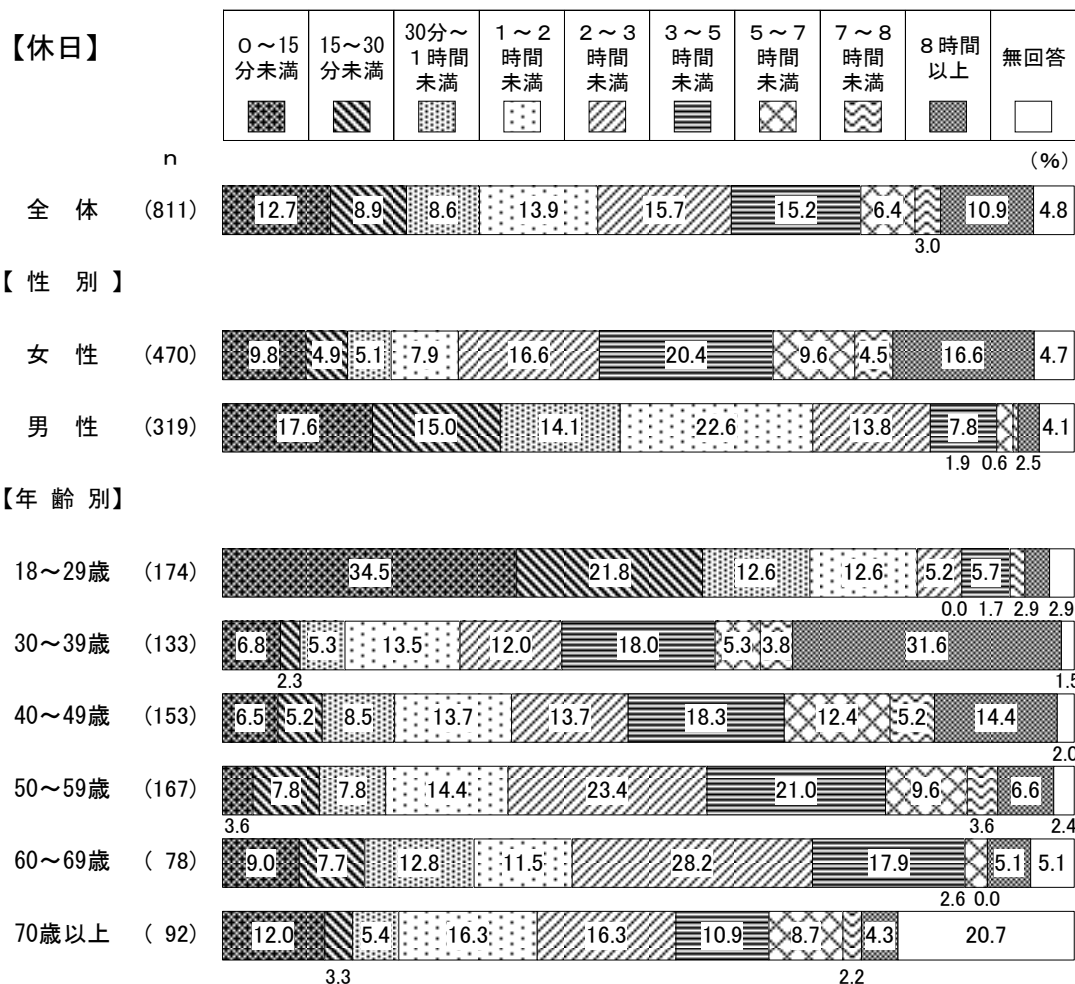 【休日】
０～15分未満
15～30分未満
30分～１時間未満
１～２時間未満
２～３時間未満
３～５時間未満
５～７時間未満
７～８時間未満
８時間以上
無回答
ｎ (%)
全　体 (811) 12.7 8.9 8.6 13.9 15.7 15.2 6.4 10.9 4.8
3.0
【 性　別 】
女　性 (470) 9.8 4.9 5.1 7.9 16.6 20.4 9.6 4.5 16.6 4.7
男　性 (319) 17.6 15.0 14.1 22.6 13.8 7.8 4.1
1.9 0.6 2.5
【年 齢 別】
18～29歳 (174) 34.5 21.8 12.6 12.6 5.2 5.7
0.0 1.7 2.9 2.9
30～39歳 (133) 6.8 5.3 13.5 12.0 18.0 5.3 3.8 31.6
2.3 1.5
40～49歳 (153) 6.5 5.2 8.5 13.7 13.7 18.3 12.4 5.2 14.4
2.0
50～59歳 (167) 7.8 7.8 14.4 23.4 21.0 9.6 6.6
3.6 3.6 2.4
60～69歳 ( 78) 9.0 7.7 12.8 11.5 28.2 17.9 5.1 5.1
2.6 0.0
70歳以上 ( 92) 12.0 5.4 16.3 16.3 10.9 8.7 4.3 20.7
3.3 2.2